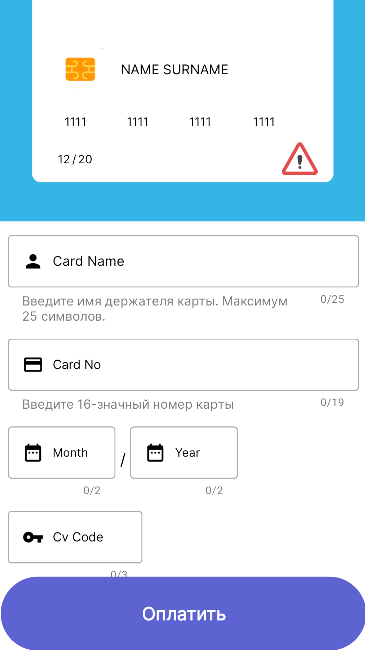 NAME SURNAME
1111 1111 1111 1111
12/20
Card Name
Введите имя держателя карты. Максимум 0/25
25 символов.
Card No
Введите 16-значный номер карты 0/19
Month / Year
0/2 0/2
Cv Code
0/3
Оплатить